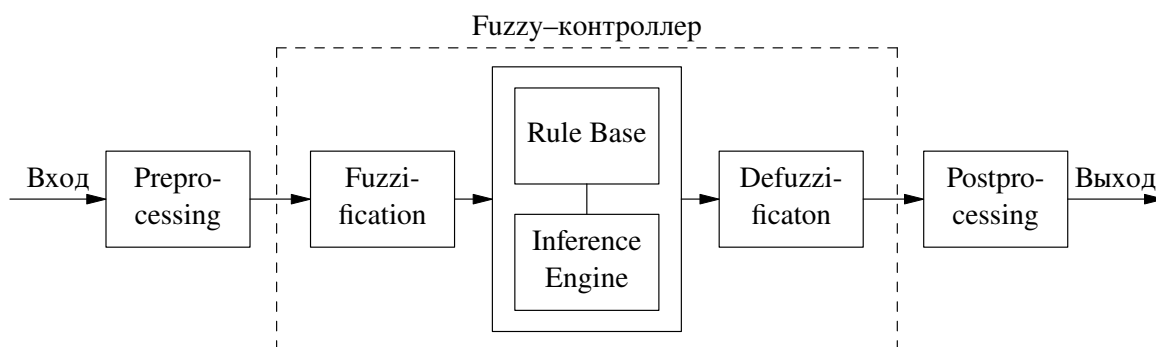 Fuzzy–контроллер
Вход
Prepro-
cessing
Fuzzi-
fication
Rule Base
Inference
Engine
Defuzzi-
ficaton
Postpro-
cessing
Выход